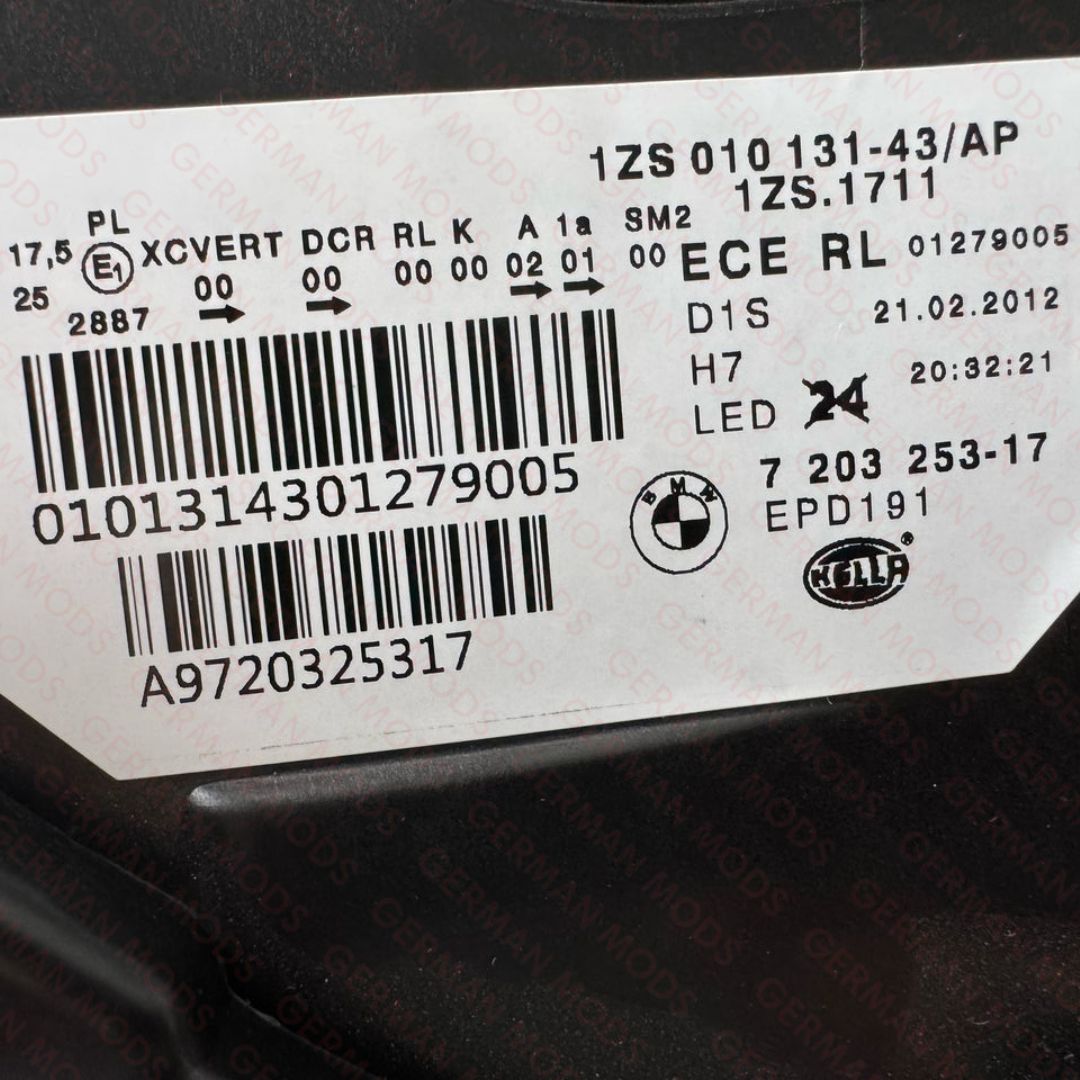 1ZS 010 131-43/AP
1ZS.1711
PL
17,5 E1 XCVERT DCR RL K A 1a SM2
25 00 00 00 00 02 01 00
2887
ECE RL 01279005
D1S 21.02.2012
H7 20:32:21
LED 24
0101314301279005
7 203 253-17
BMW EPD191
HELLA®
A9720325317
GERMAN MODS